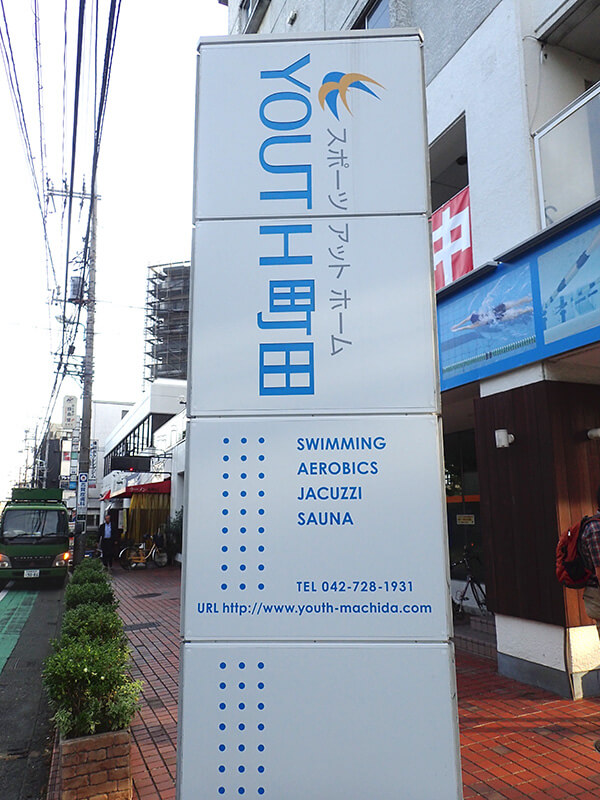 YOUTH町田
スポーツ アット ホーム
SWIMMING
AEROBICS
JACUZZI
SAUNA
TEL 042-728-1931
URL http://www.youth-machida.com
中